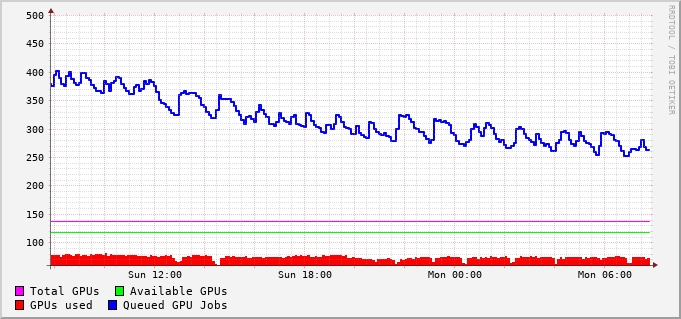 500
450
400
350
300
250
200
150
100
Sun 12:00 Sun 18:00 Mon 00:00 Mon 06:00
Total GPUs Available GPUs
GPUs used Queued GPU Jobs
RRDTOOL / TOBI OETIKER